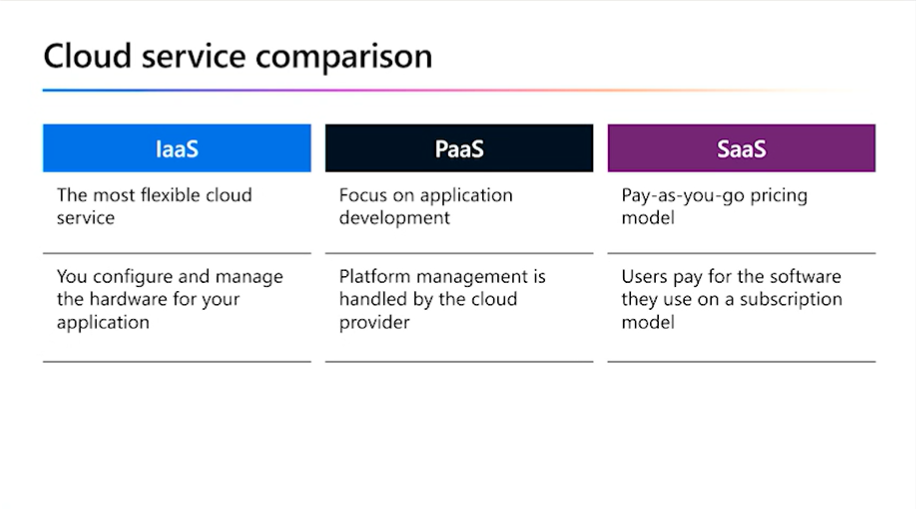 Cloud service comparison
IaaS
PaaS
SaaS
The most flexible cloud
service
Focus on application
development
Pay-as-you-go pricing
model
You configure and manage
the hardware for your
application
Platform management is
handled by the cloud
provider
Users pay for the software
they use on a subscription
model